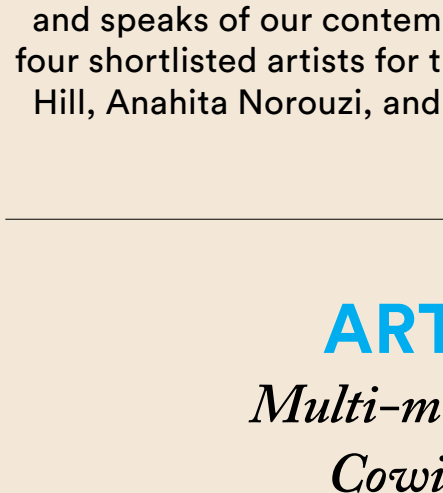 and speaks of our contem
four shortlisted artists for t
Hill, Anahita Norouzi, and
ART
Multi-m
Cowi